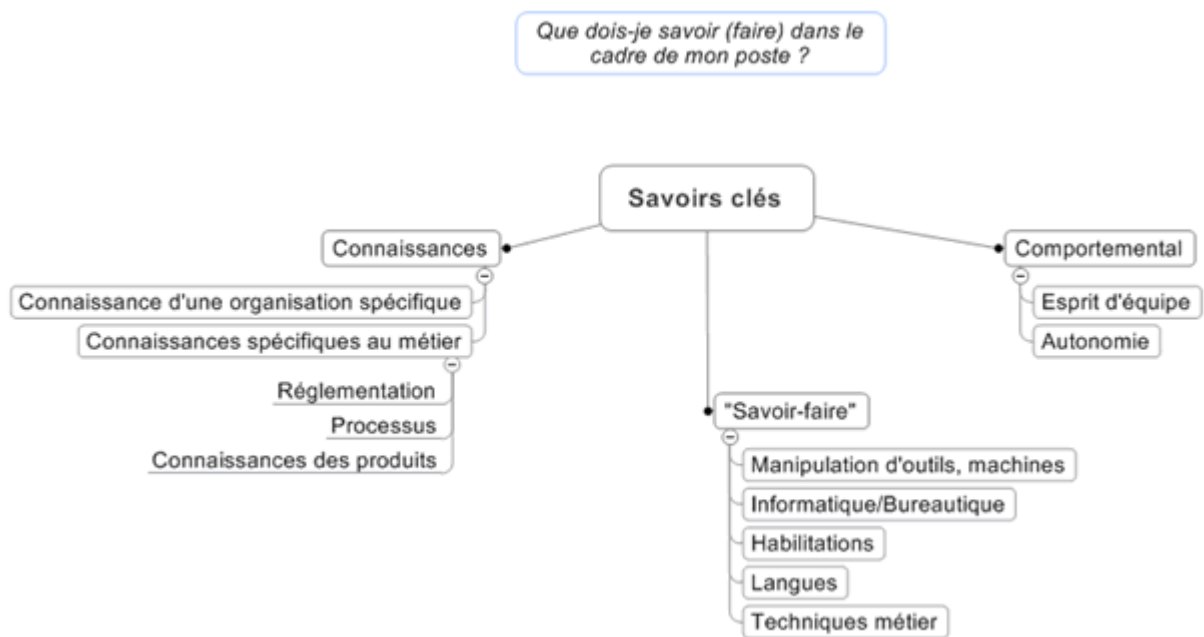 Que dois-je savoir (faire) dans le
cadre de mon poste ?
Savoirs clés
Connaissances
Connaissance d'une organisation spécifique
Connaissances spécifiques au métier
Réglementation
Processus
Connaissances des produits
"Savoir-faire"
Manipulation d'outils, machines
Informatique/Bureautique
Habilitations
Langues
Techniques métier
Comportemental
Esprit d'équipe
Autonomie